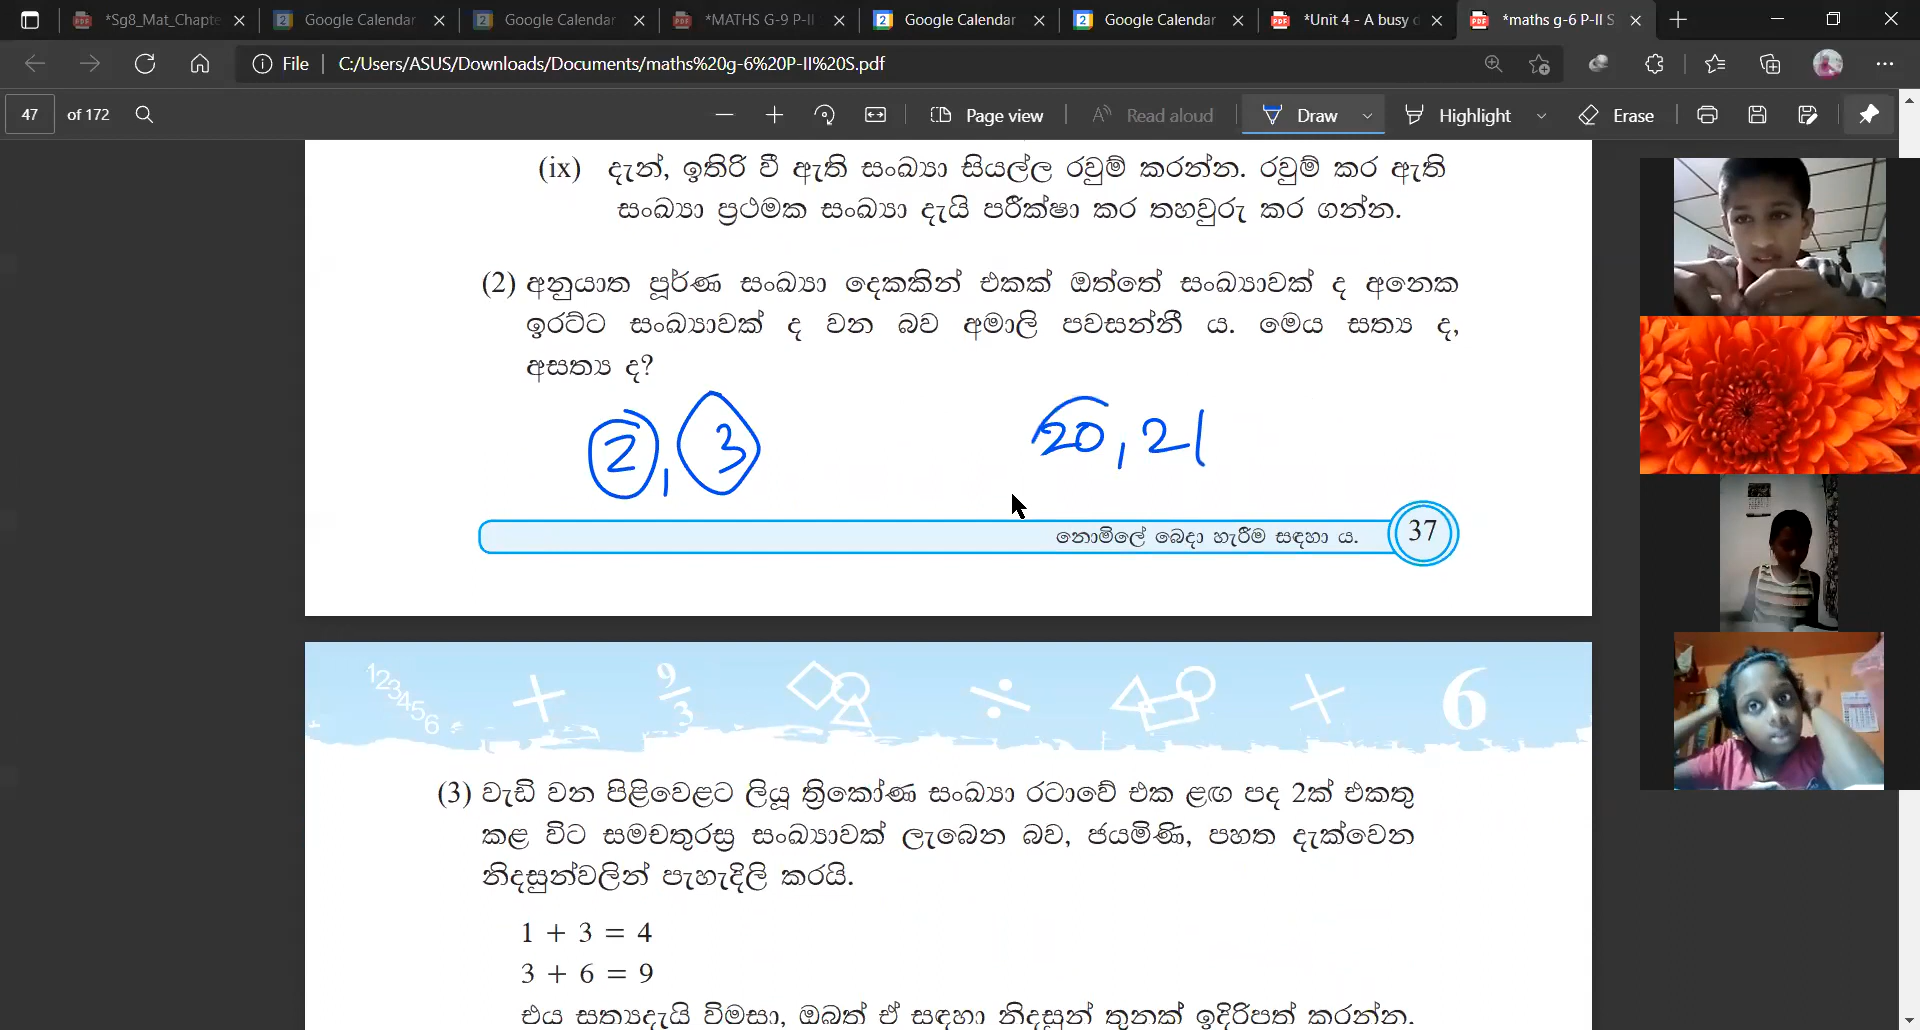 *Sg8_Mat_Chapte
Google Calendar
Google Calendar
*MATHS G-9 P-II
Google Calendar
Google Calendar
*Unit 4 - A busy d
*maths g-6 P-II S
File
C:/Users/ASUS/Downloads/Documents/maths%20g-6%20P-II%20S.pdf
47 of 172
Page view
Read aloud
Draw
Highlight
Erase
(ix) දැන්, ඉතිරි වී ඇති සංඛ්‍යා සියල්ල රවුම් කරන්න. රවුම් කර ඇති
සංඛ්‍යා ප්‍රථමක සංඛ්‍යා දැයි පරීක්ෂා කර තහවුරු කර ගන්න.
(2) අනුයාත පූර්ණ සංඛ්‍යා දෙකකින් එකක් ඔත්තේ සංඛ්‍යාවක් ද අනෙක
ඉරට්ට සංඛ්‍යාවක් ද වන බව අමාලි පවසන්නී ය. මෙය සත්‍ය ද,
අසත්‍ය ද?
2, 3 20, 21
නොමිලේ බෙදා හැරීම සඳහා ය. 37
123456 + 9/3 ÷ × 6
(3) වැඩි වන පිළිවෙළට ලියූ ත්‍රිකෝණ සංඛ්‍යා රටාවේ එක ළඟ පද 2ක් එකතු
කළ විට සමචතුරස්‍ර සංඛ්‍යාවක් ලැබෙන බව, ජයමිණි, පහත දැක්වෙන
නිදසුන්වලින් පැහැදිලි කරයි.
1 + 3 = 4
3 + 6 = 9
එය සත්‍යදැයි විමසා, ඔබත් ඒ සඳහා නිදසුන් තුනක් ඉදිරිපත් කරන්න.